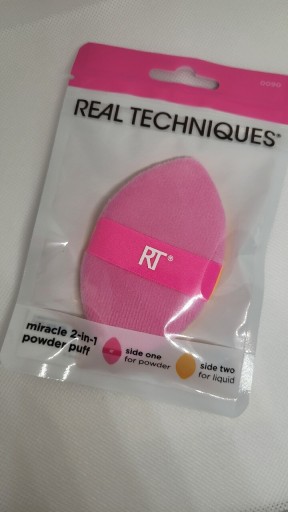 REAL TECHNIQUES®
RT®
miracle 2-in-1
powder puff
side one
for powder
side two
for liquid